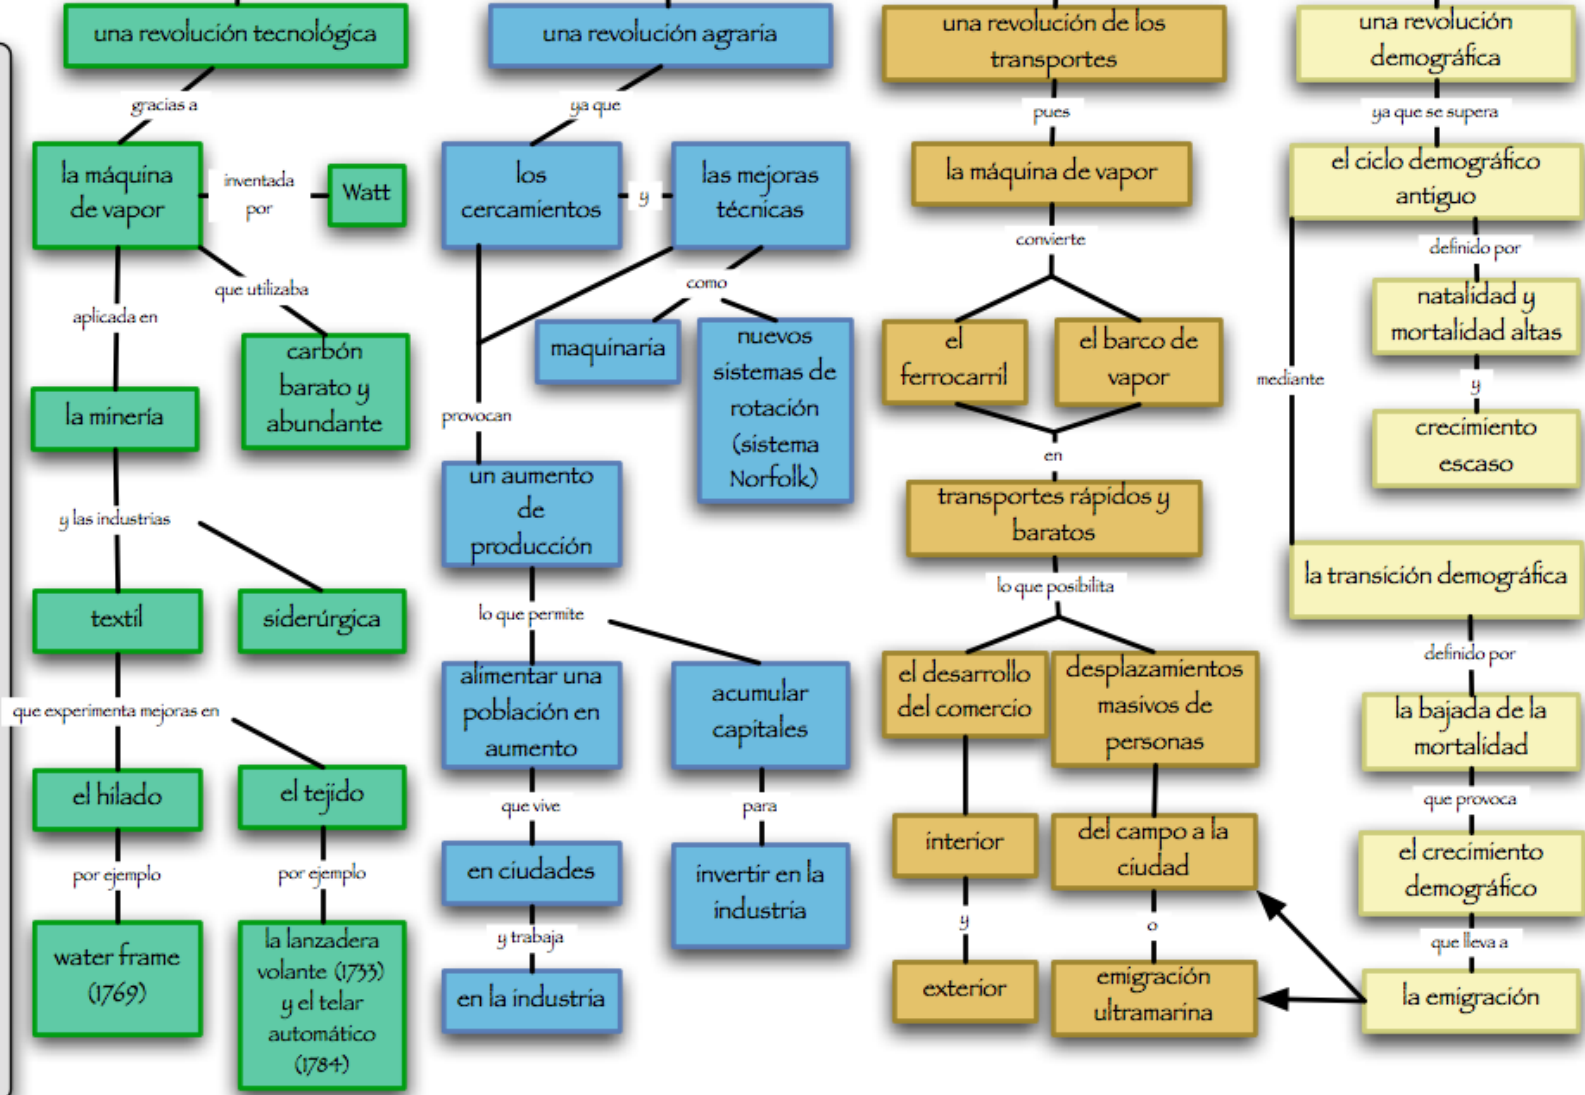 una revolución tecnológica
gracias a
la máquina
de vapor
inventada
por
Watt
que utilizaba
carbón
barato y
abundante
aplicada en
la minería
y las industrias
textil
siderúrgica
que experimenta mejoras en
el hilado
el tejido
por ejemplo
por ejemplo
water frame
(1769)
la lanzadera
volante (1733)
y el telar
automático
(1784)
una revolución agraria
ya que
los
cercamientos
y
las mejoras
técnicas
como
maquinaria
nuevos
sistemas de
rotación
(sistema
Norfolk)
provocan
un aumento
de
producción
lo que permite
alimentar una
población en
aumento
acumular
capitales
que vive
para
en ciudades
invertir en la
industria
y trabaja
en la industria
una revolución de los
transportes
pues
la máquina de vapor
convierte
el
ferrocarril
el barco de
vapor
en
transportes rápidos y
baratos
lo que posibilita
el desarrollo
del comercio
desplazamientos
masivos de
personas
interior
del campo a la
ciudad
y
o
exterior
emigración
ultramarina
una revolución
demográfica
ya que se supera
el ciclo demográfico
antiguo
definido por
natalidad y
mortalidad altas
y
crecimiento
escaso
mediante
la transición demográfica
definido por
la bajada de la
mortalidad
que provoca
el crecimiento
demográfico
que lleva a
la emigración